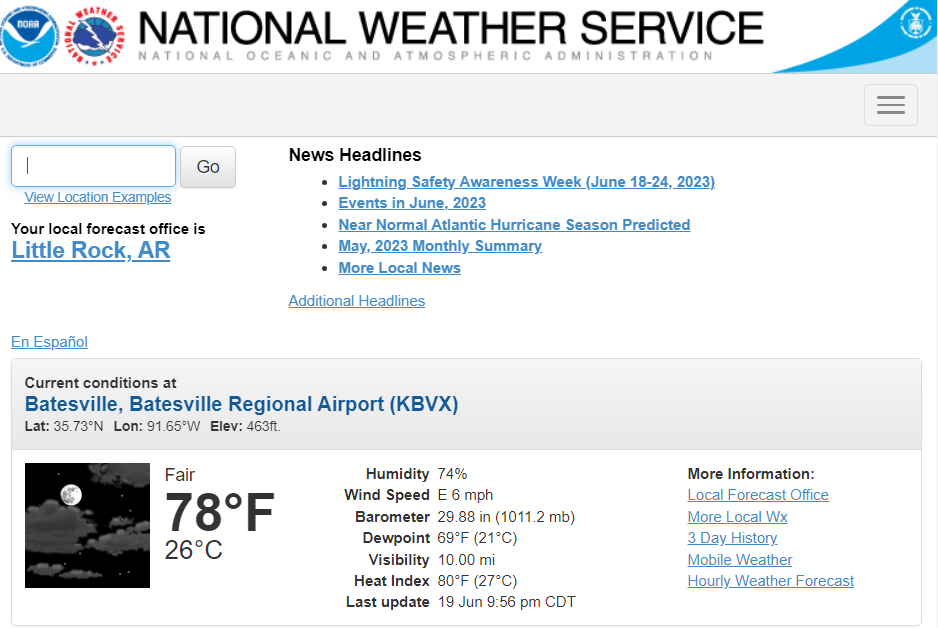 NOAA
NATIONAL WEATHER SERVICE
NATIONAL OCEANIC AND ATMOSPHERIC ADMINISTRATION
Go
View Location Examples
Your local forecast office is
Little Rock, AR
News Headlines
Lightning Safety Awareness Week (June 18-24, 2023)
Events in June, 2023
Near Normal Atlantic Hurricane Season Predicted
May, 2023 Monthly Summary
More Local News
Additional Headlines
En Español
Current conditions at
Batesville, Batesville Regional Airport (KBVX)
Lat: 35.73°N Lon: 91.65°W Elev: 463ft.
Fair
78°F
26°C
Humidity 74%
Wind Speed E 6 mph
Barometer 29.88 in (1011.2 mb)
Dewpoint 69°F (21°C)
Visibility 10.00 mi
Heat Index 80°F (27°C)
Last update 19 Jun 9:56 pm CDT
More Information:
Local Forecast Office
More Local Wx
3 Day History
Mobile Weather
Hourly Weather Forecast